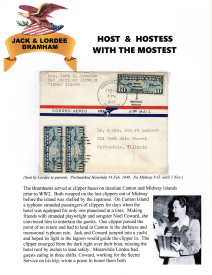 JACK & LORDEE
BRAMHAM
HOST & HOSTESS
WITH THE MOSTEST
CORREO AEREO
AIR MAIL
Carbondale, Illinois
(Sent by Lordee to parents. Postmarked Honolulu 14 Feb. 1940. No Midway P.O. until
The Bramhams served at clipper bases on desolate Canton and Midway Islands
prior to WW2. Both escaped on the last clippers out of Midway
before the island was shelled by the Japanese. On Canton Island
a typhoon stranded passengers of clippers for days when the
hotel was equipped for only one planeload at a time. Making
friends with stranded playwright and songster Noel Coward, she
convinced him to entertain the guests. One clipper passed the
point of no return and had to land at Canton in the darkness and
monsooned typhoon rain. Jack and Coward jumped into a yacht
and hoped its light in the lagoon would guide the clipper in. The
clipper emerged from the dark right over their boat, missing the
yacht by inches to land safely. Meanwhile Lordee had
guests eating in three shifts. Coward, working for the Secret
Service on his trip, wrote a poem to honor them both